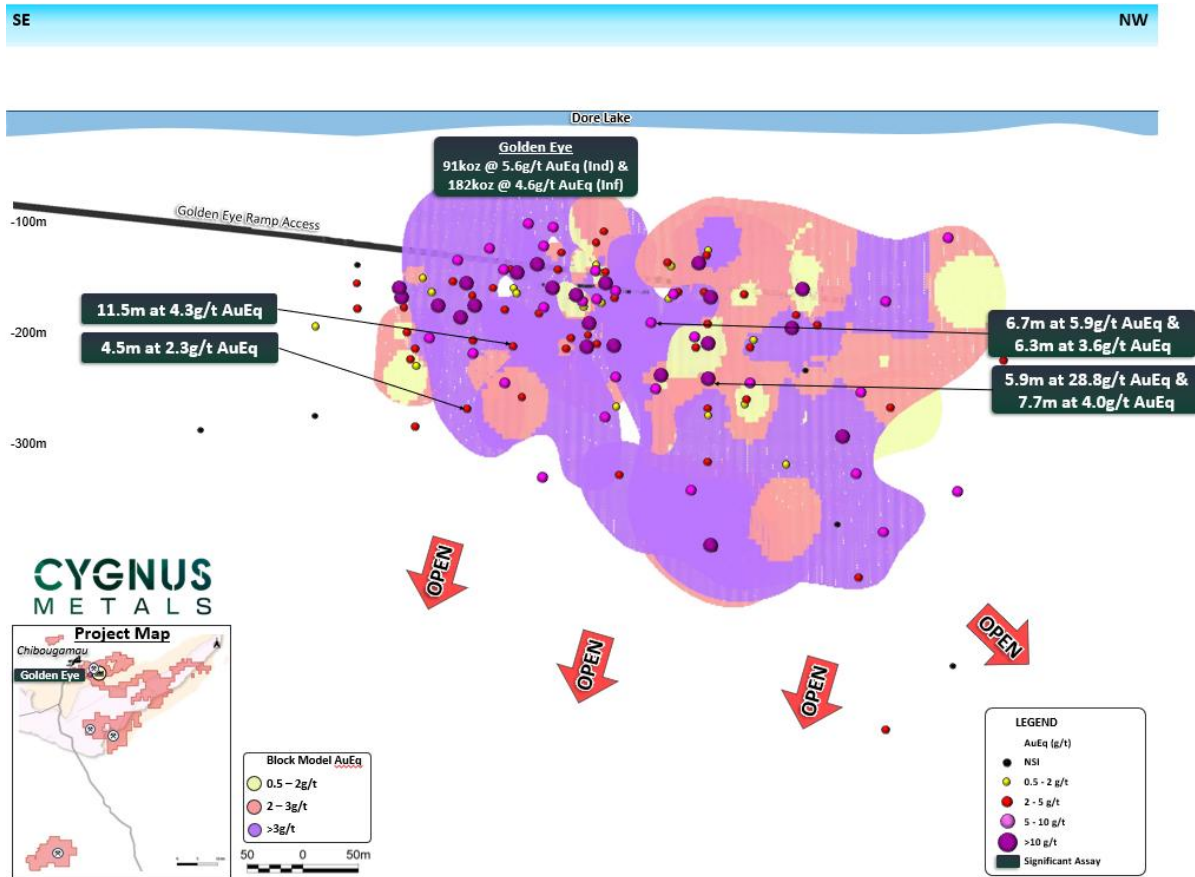 SE
NW
Dore Lake
Golden Eye
91koz @ 5.6g/t AuEq (Ind) &
182koz @ 4.6g/t AuEq (Inf)
-100m
Golden Eye Ramp Access
11.5m at 4.3g/t AuEq
-200m
4.5m at 2.3g/t AuEq
6.7m at 5.9g/t AuEq &
6.3m at 3.6g/t AuEq
5.9m at 28.8g/t AuEq &
7.7m at 4.0g/t AuEq
-300m
OPEN
OPEN
OPEN
OPEN
CYGNUS
METALS
Project Map
Chibougamau
Golden Eye
Block Model AuEq
0.5 – 2g/t
2 – 3g/t
>3g/t
50 0 50m
LEGEND
AuEq (g/t)
NSI
0.5 - 2 g/t
2 - 5 g/t
5 - 10 g/t
>10 g/t
Significant Assay